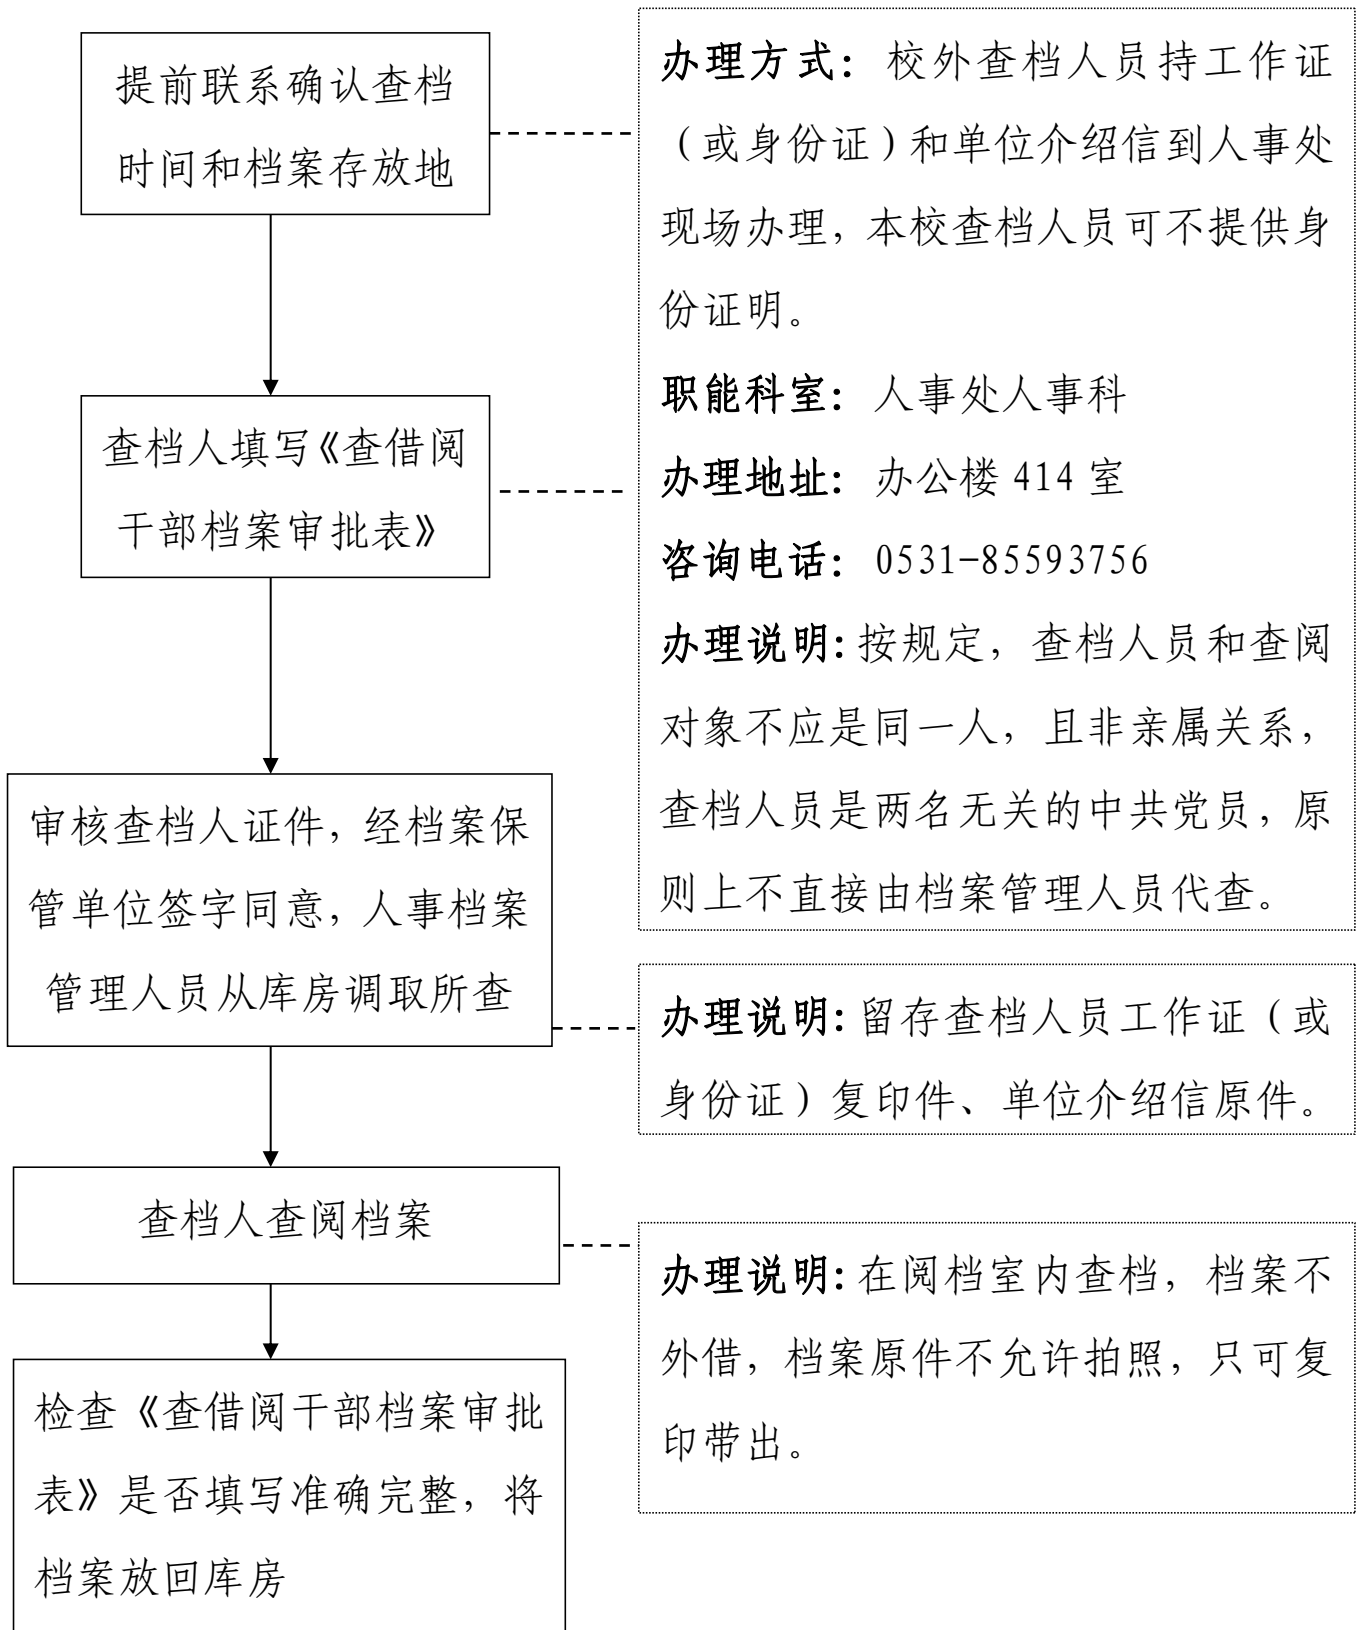 提前联系确认查档
时间和档案存放地
办理方式：校外查档人员持工作证
（或身份证）和单位介绍信到人事处
现场办理，本校查档人员可不提供身
份证明。
职能科室：人事处人事科
办理地址：办公楼 414 室
咨询电话：0531-85593756
办理说明：按规定，查档人员和查阅
对象不应是同一人，且非亲属关系，
查档人员是两名无关的中共党员，原
则上不直接由档案管理人员代查。
查档人填写《查借阅
干部档案审批表》
审核查档人证件，经档案保
管单位签字同意，人事档案
管理人员从库房调取所查
办理说明：留存查档人员工作证（或
身份证）复印件、单位介绍信原件。
查档人查阅档案
办理说明：在阅档室内查档，档案不
外借，档案原件不允许拍照，只可复
印带出。
检查《查借阅干部档案审批
表》是否填写准确完整，将
档案放回库房